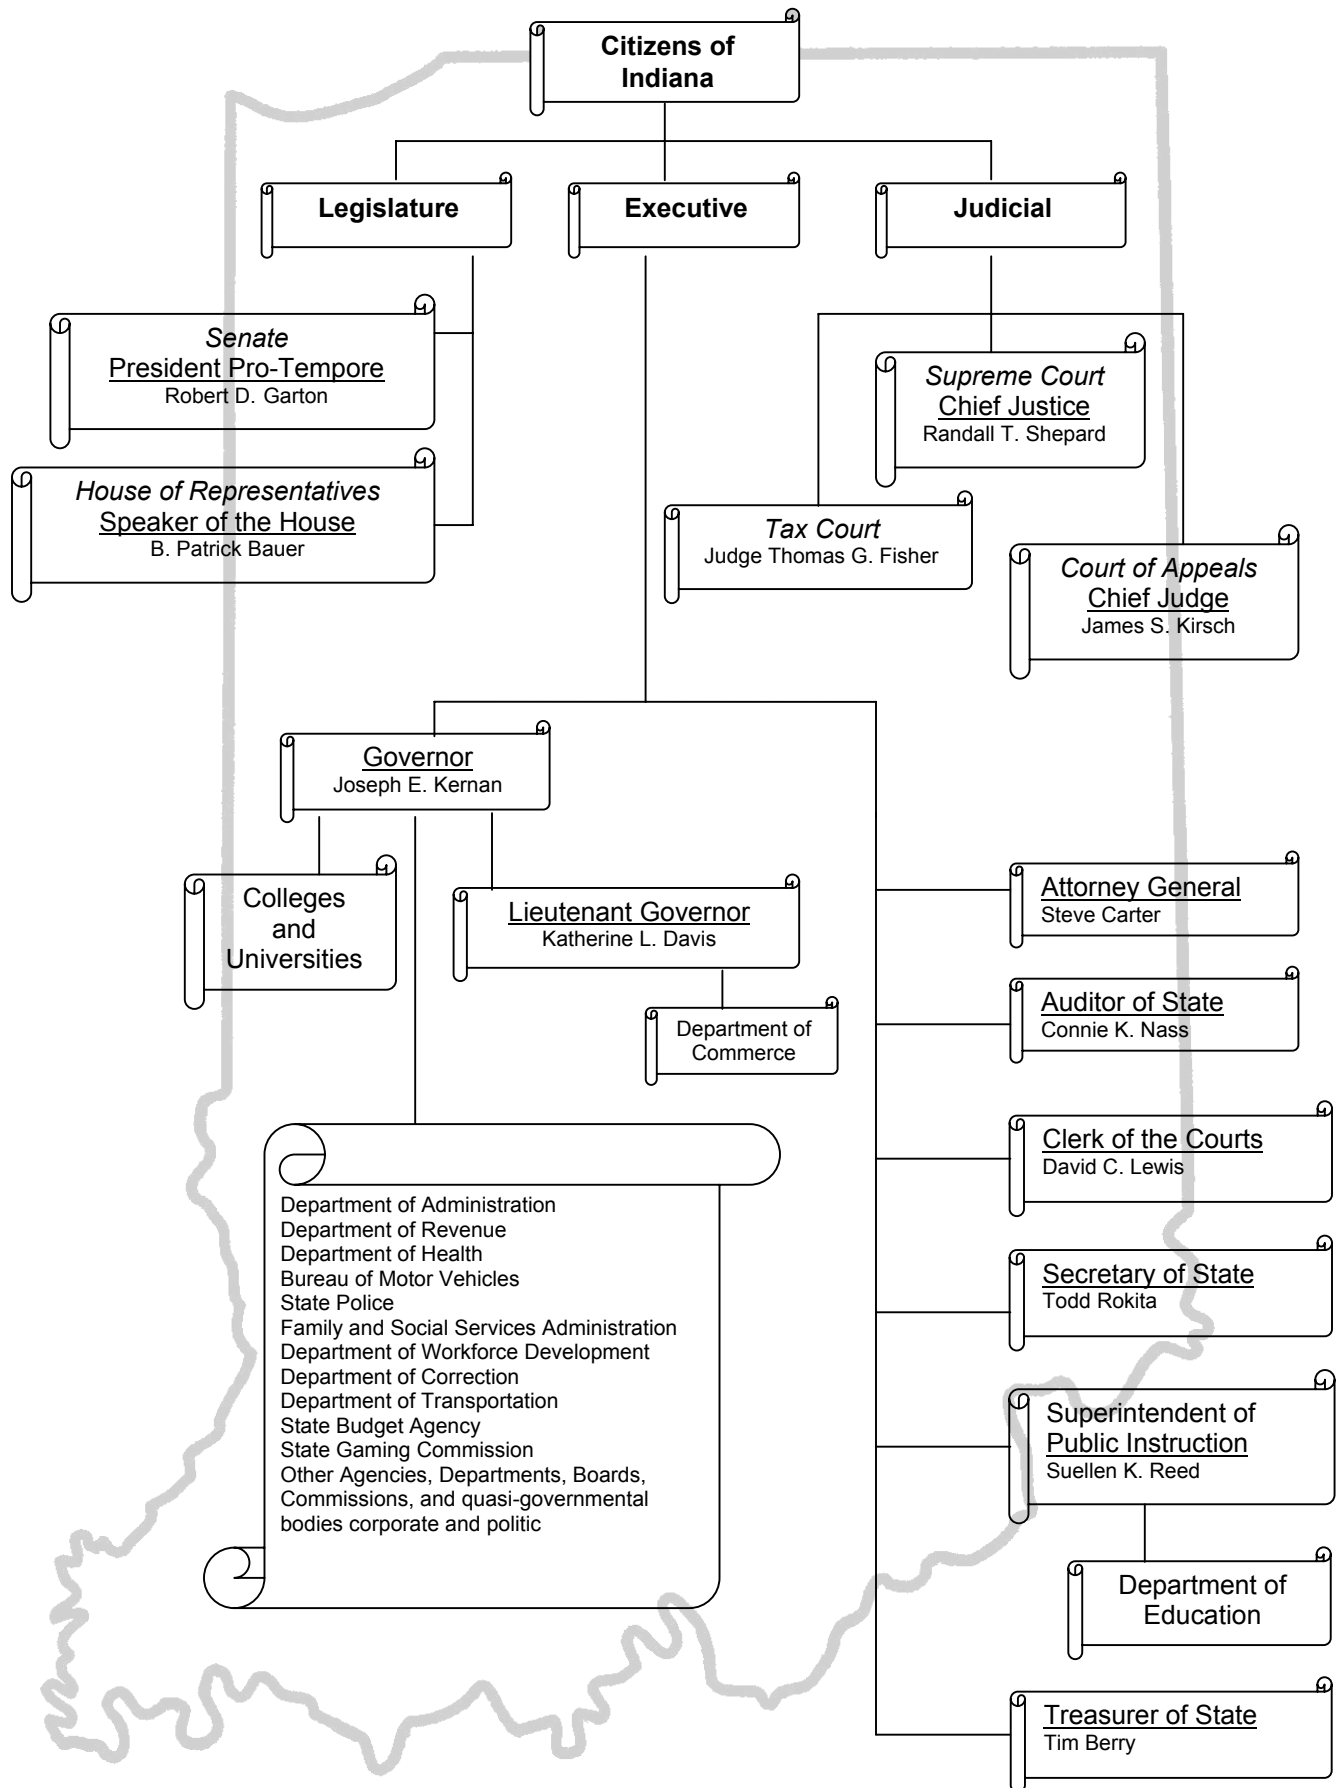 Citizens of
Indiana
Legislature
Executive
Judicial
Senate
President Pro-Tempore
Robert D. Garton
House of Representatives
Speaker of the House
B. Patrick Bauer
Supreme Court
Chief Justice
Randall T. Shepard
Tax Court
Judge Thomas G. Fisher
Court of Appeals
Chief Judge
James S. Kirsch
Governor
Joseph E. Kernan
Colleges
and
Universities
Lieutenant Governor
Katherine L. Davis
Department of
Commerce
Department of Administration
Department of Revenue
Department of Health
Bureau of Motor Vehicles
State Police
Family and Social Services Administration
Department of Workforce Development
Department of Correction
Department of Transportation
State Budget Agency
State Gaming Commission
Other Agencies, Departments, Boards,
Commissions, and quasi-governmental
bodies corporate and politic
Attorney General
Steve Carter
Auditor of State
Connie K. Nass
Clerk of the Courts
David C. Lewis
Secretary of State
Todd Rokita
Superintendent of
Public Instruction
Suellen K. Reed
Department of
Education
Treasurer of State
Tim Berry